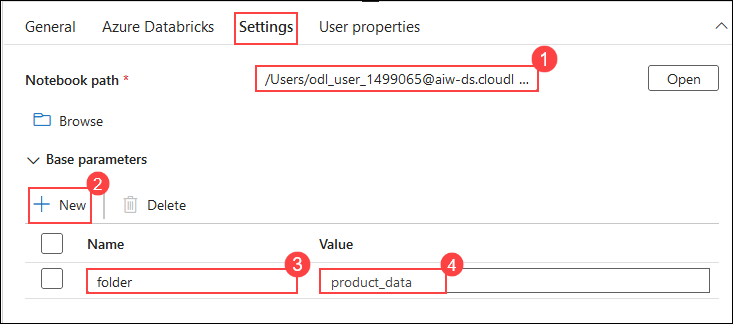 General Azure Databricks Settings User properties
1
Notebook path * /Users/odl_user_1499065@aiw-ds.cloudl ... Open
Browse
Base parameters
2
New Delete
Name Value
3 4
folder product_data